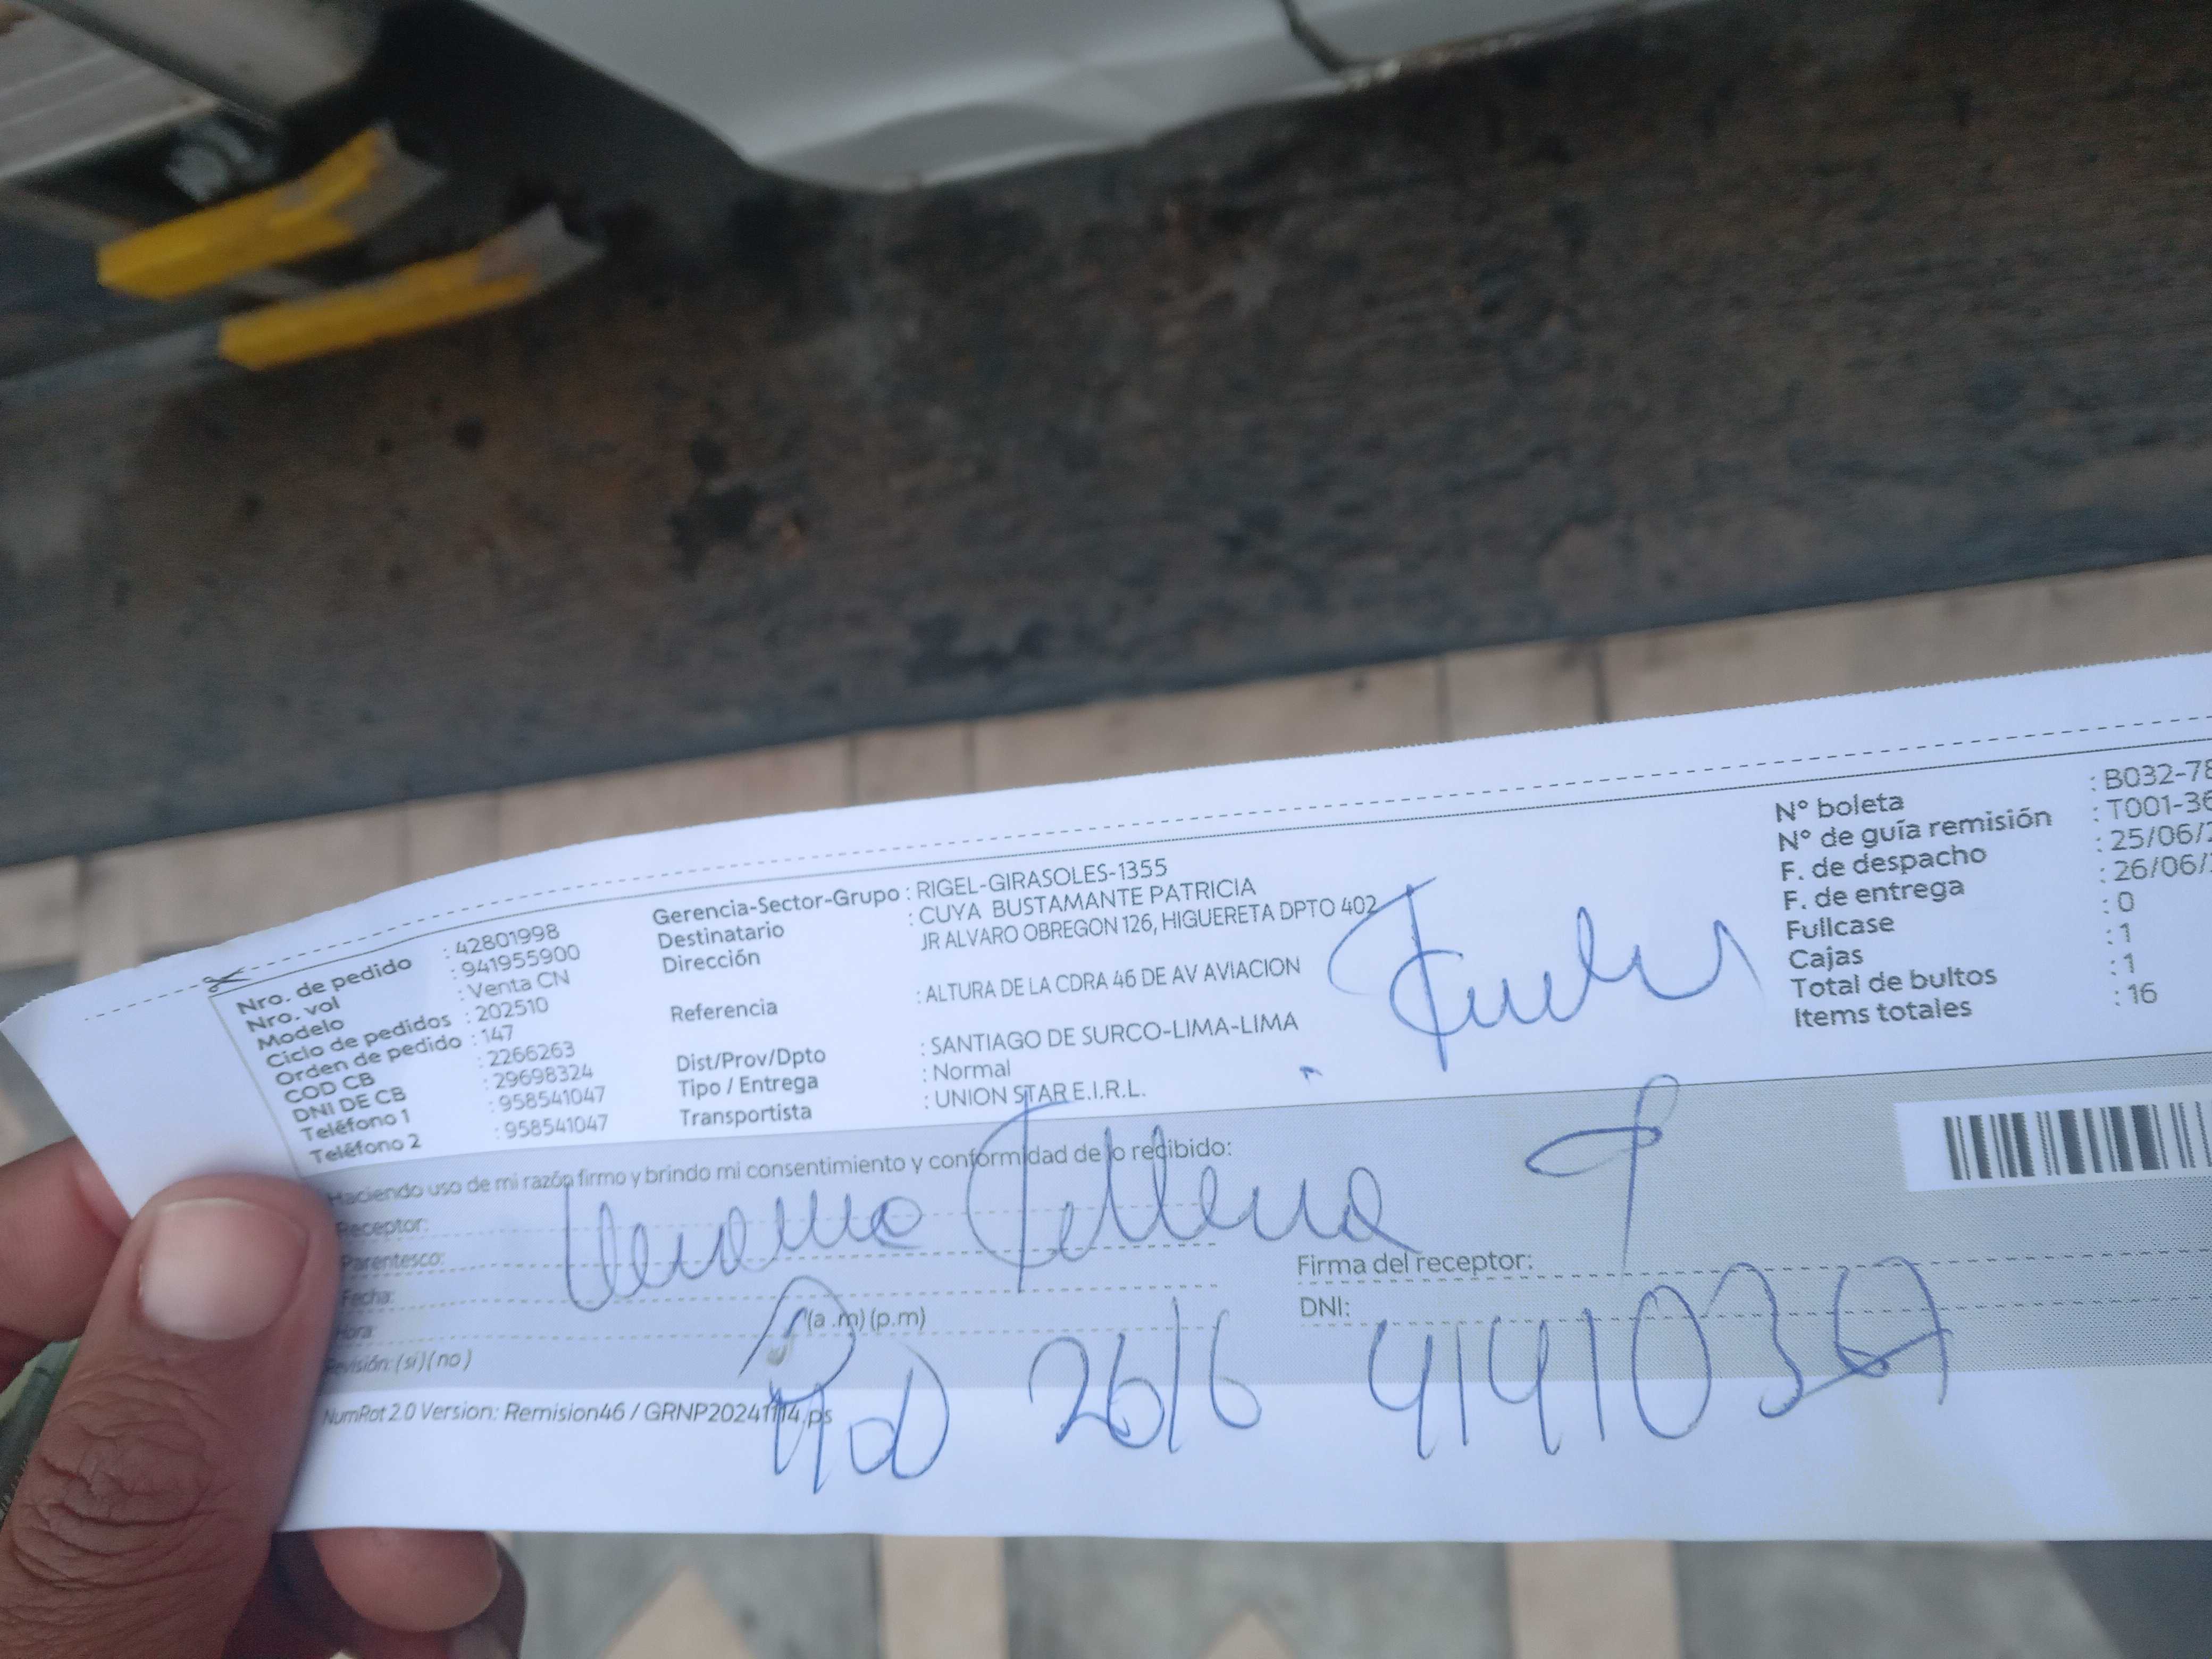 Nro. de pedido : 42801998
Nro. vol : 941955900
Modelo : Venta CN
Ciclo de pedidos : 202510
Orden de pedido : 147
COD CB : 2266263
DNI DE CB : 29698324
Teléfono 1 : 958541047
Teléfono 2 : 958541047
Gerencia-Sector-Grupo : RIGEL-GIRASOLES-1355
Destinatario : CUYA BUSTAMANTE PATRICIA
Dirección JR ALVARO OBREGON 126, HIGUERETA DPTO 402
Referencia : ALTURA DE LA CDRA 46 DE AV AVIACION
Dist/Prov/Dpto : SANTIAGO DE SURCO-LIMA-LIMA
Tipo / Entrega : Normal
Transportista : UNION STAR E.I.R.L.
N° boleta : B032-78
N° de guía remisión : T001-36
F. de despacho : 25/06/2
F. de entrega : 26/06/
Fullcase : 0
Cajas : 1
Total de bultos : 1
Items totales : 16
Haciendo uso de mi razón firmo y brindo mi consentimiento y conformidad de lo recibido:
Receptor:
Parentesco:
Fecha:
Hora: (a .m) (p.m)
Revisión: (si) (no )
Firma del receptor:
DNI:
26/6
NumRot 2.0 Version: Remision46 / GRNP20241114.ps